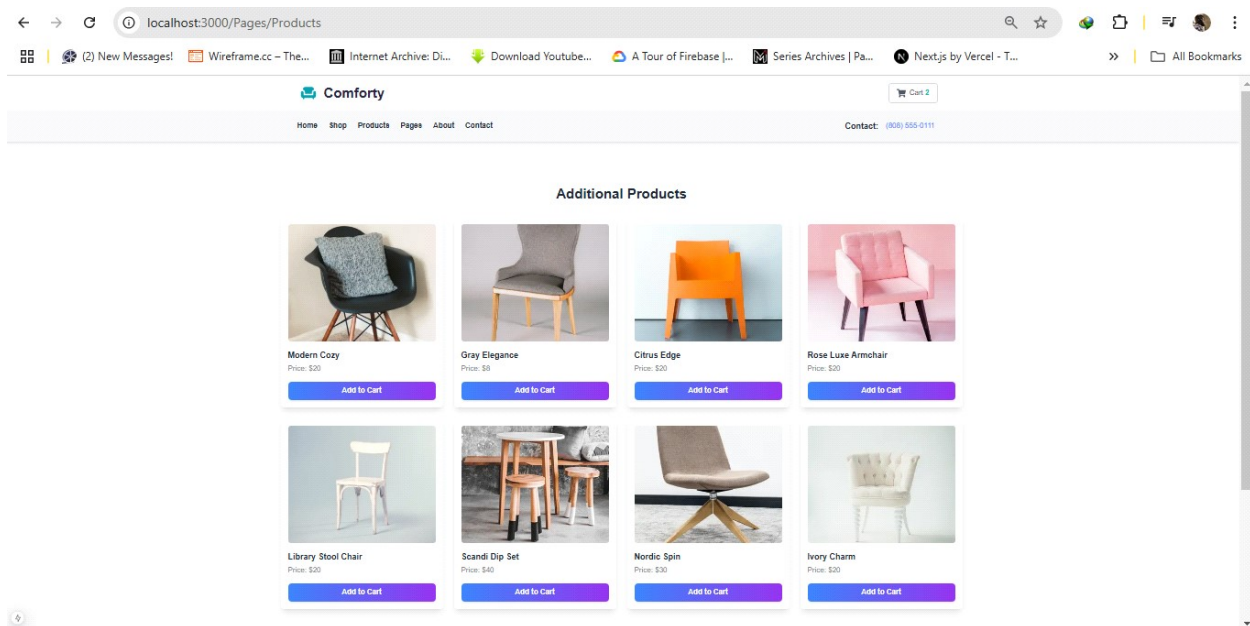 localhost:3000/Pages/Products
(2) New Messages! Wireframe.cc – The... Internet Archive: Di... Download Youtube... A Tour of Firebase |... Series Archives | Pa... Next.js by Vercel - T... » All Bookmarks
Comforty Cart 2
Home Shop Products Pages About Contact Contact: (808) 555-0111
Additional Products
Modern Cozy Gray Elegance Citrus Edge Rose Luxe Armchair
Price: $20 Price: $8 Price: $20 Price: $20
Add to Cart Add to Cart Add to Cart Add to Cart
Library Stool Chair Scandi Dip Set Nordic Spin Ivory Charm
Price: $20 Price: $40 Price: $30 Price: $20
Add to Cart Add to Cart Add to Cart Add to Cart